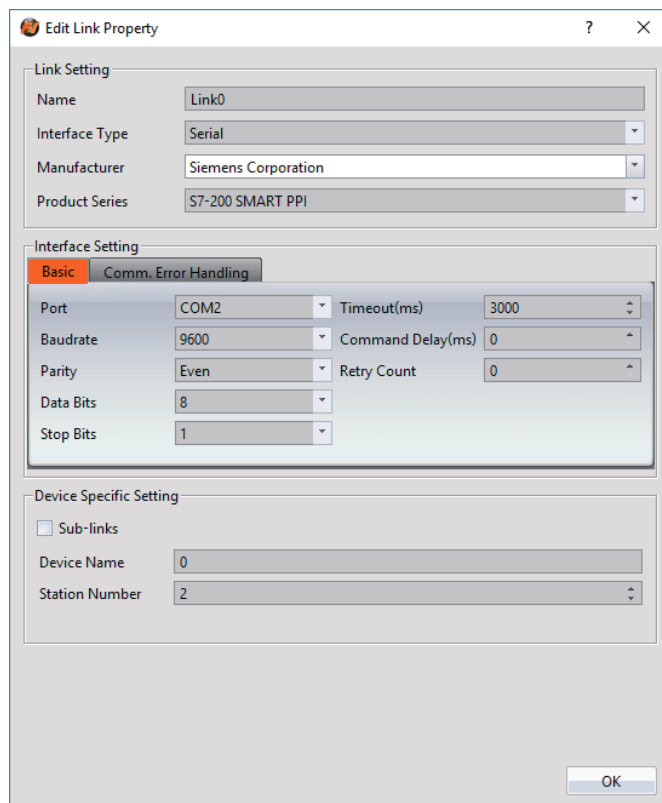 Edit Link Property ?
Link Setting
Name Link0
Interface Type Serial
Manufacturer Siemens Corporation
Product Series S7-200 SMART PPI
Interface Setting
Basic Comm. Error Handling
Port COM2 Timeout(ms) 3000
Baudrate 9600 Command Delay(ms) 0
Parity Even Retry Count 0
Data Bits 8
Stop Bits 1
Device Specific Setting
Sub-links
Device Name 0
Station Number 2
OK